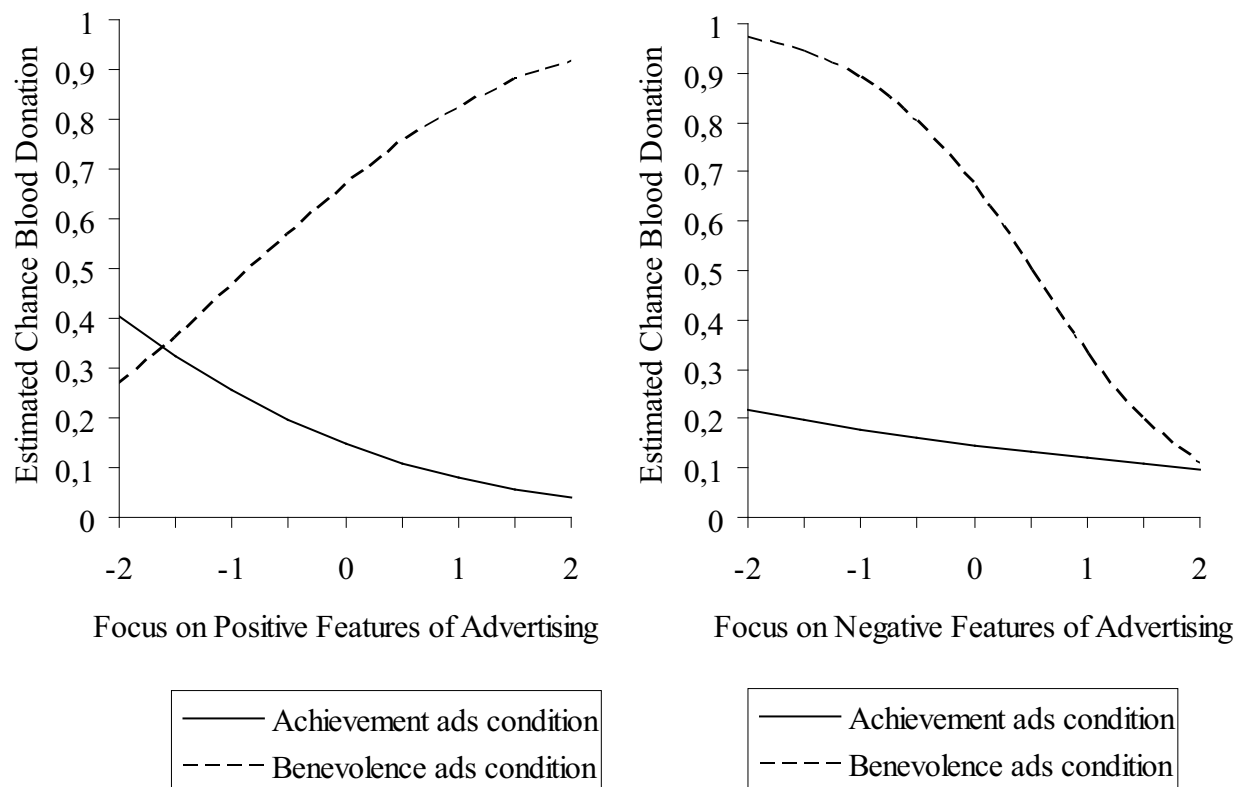 Estimated Chance Blood Donation
1
0,9
0,8
0,7
0,6
0,5
0,4
0,3
0,2
0,1
0
-2 -1 0 1 2
Focus on Positive Features of Advertising
Achievement ads condition
Benevolence ads condition
Estimated Chance Blood Donation
1
0,9
0,8
0,7
0,6
0,5
0,4
0,3
0,2
0,1
0
-2 -1 0 1 2
Focus on Negative Features of Advertising
Achievement ads condition
Benevolence ads condition